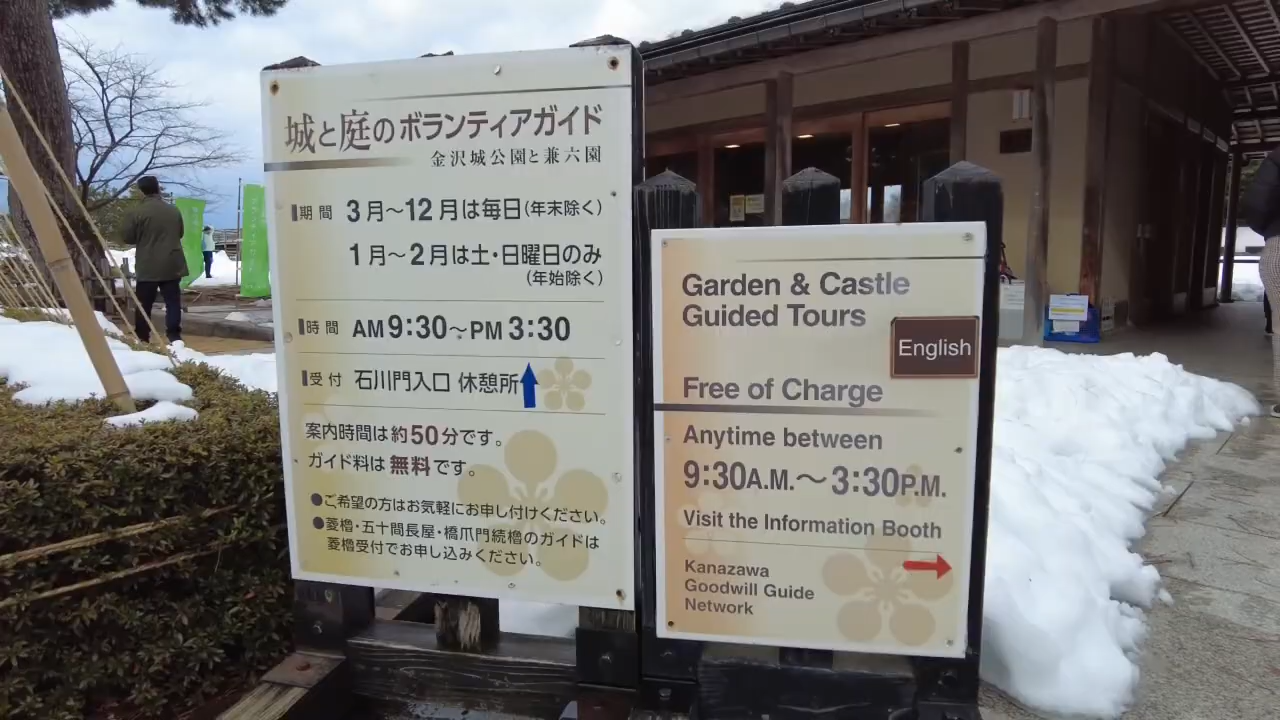 城と庭のボランティアガイド
金沢城公園と兼六園
期間 3月～12月は毎日(年末除く)
1月～2月は土・日曜日のみ
(年始除く)
時間 AM9:30～PM3:30
受付 石川門入口 休憩所
案内時間は約50分です。
ガイド料は無料です。
●ご希望の方はお気軽にお申し付けください。
●菱櫓・五十間長屋・橋爪門続櫓のガイドは
菱櫓受付でお申し込みください。
Garden & Castle
Guided Tours
English
Free of Charge
Anytime between
9:30A.M.～3:30P.M.
Visit the Information Booth
Kanazawa
Goodwill Guide
Network